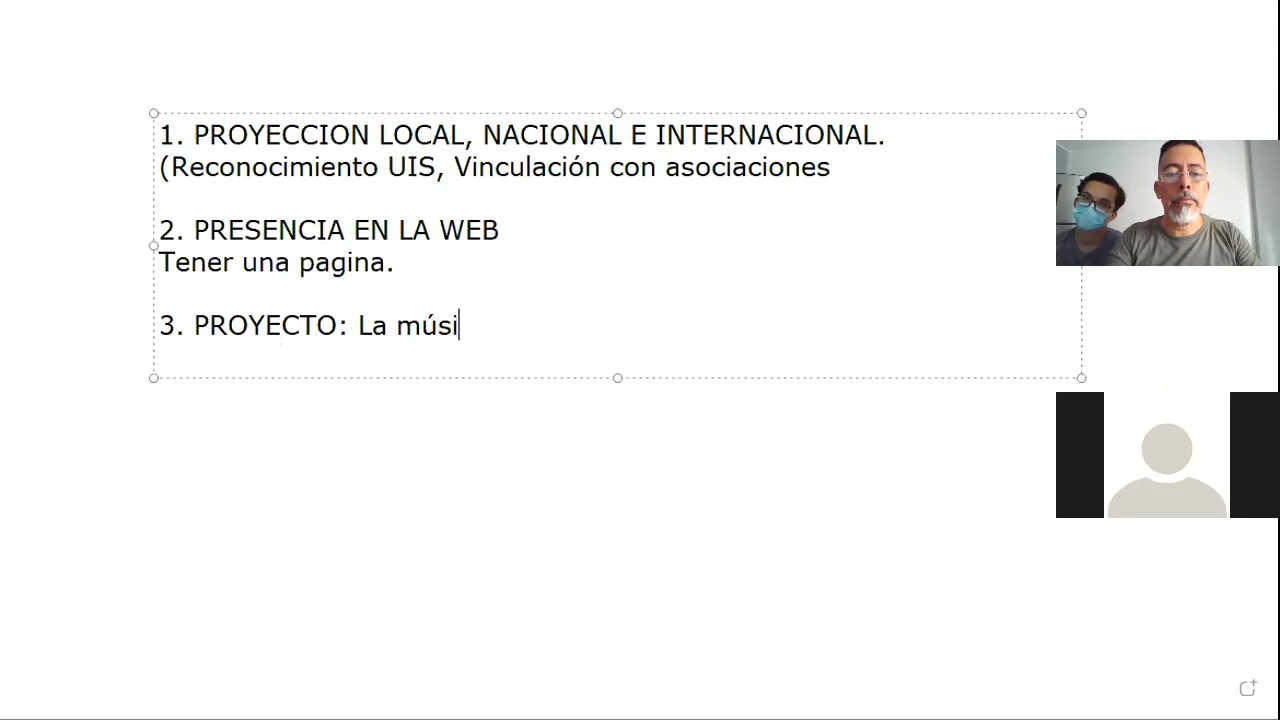 1. PROYECCION LOCAL, NACIONAL E INTERNACIONAL.
(Reconocimiento UIS, Vinculación con asociaciones
2. PRESENCIA EN LA WEB
Tener una pagina.
3. PROYECTO: La músi